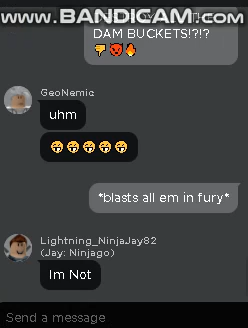 www.BANDICAM.com
DAM BUCKETS!?!?
👎👿🔥
GeoNemic
uhm
😭😭😭😭😭
*blasts all em in fury*
Lightning_NinjaJay82
(Jay: Ninjago)
Im Not
Send a message